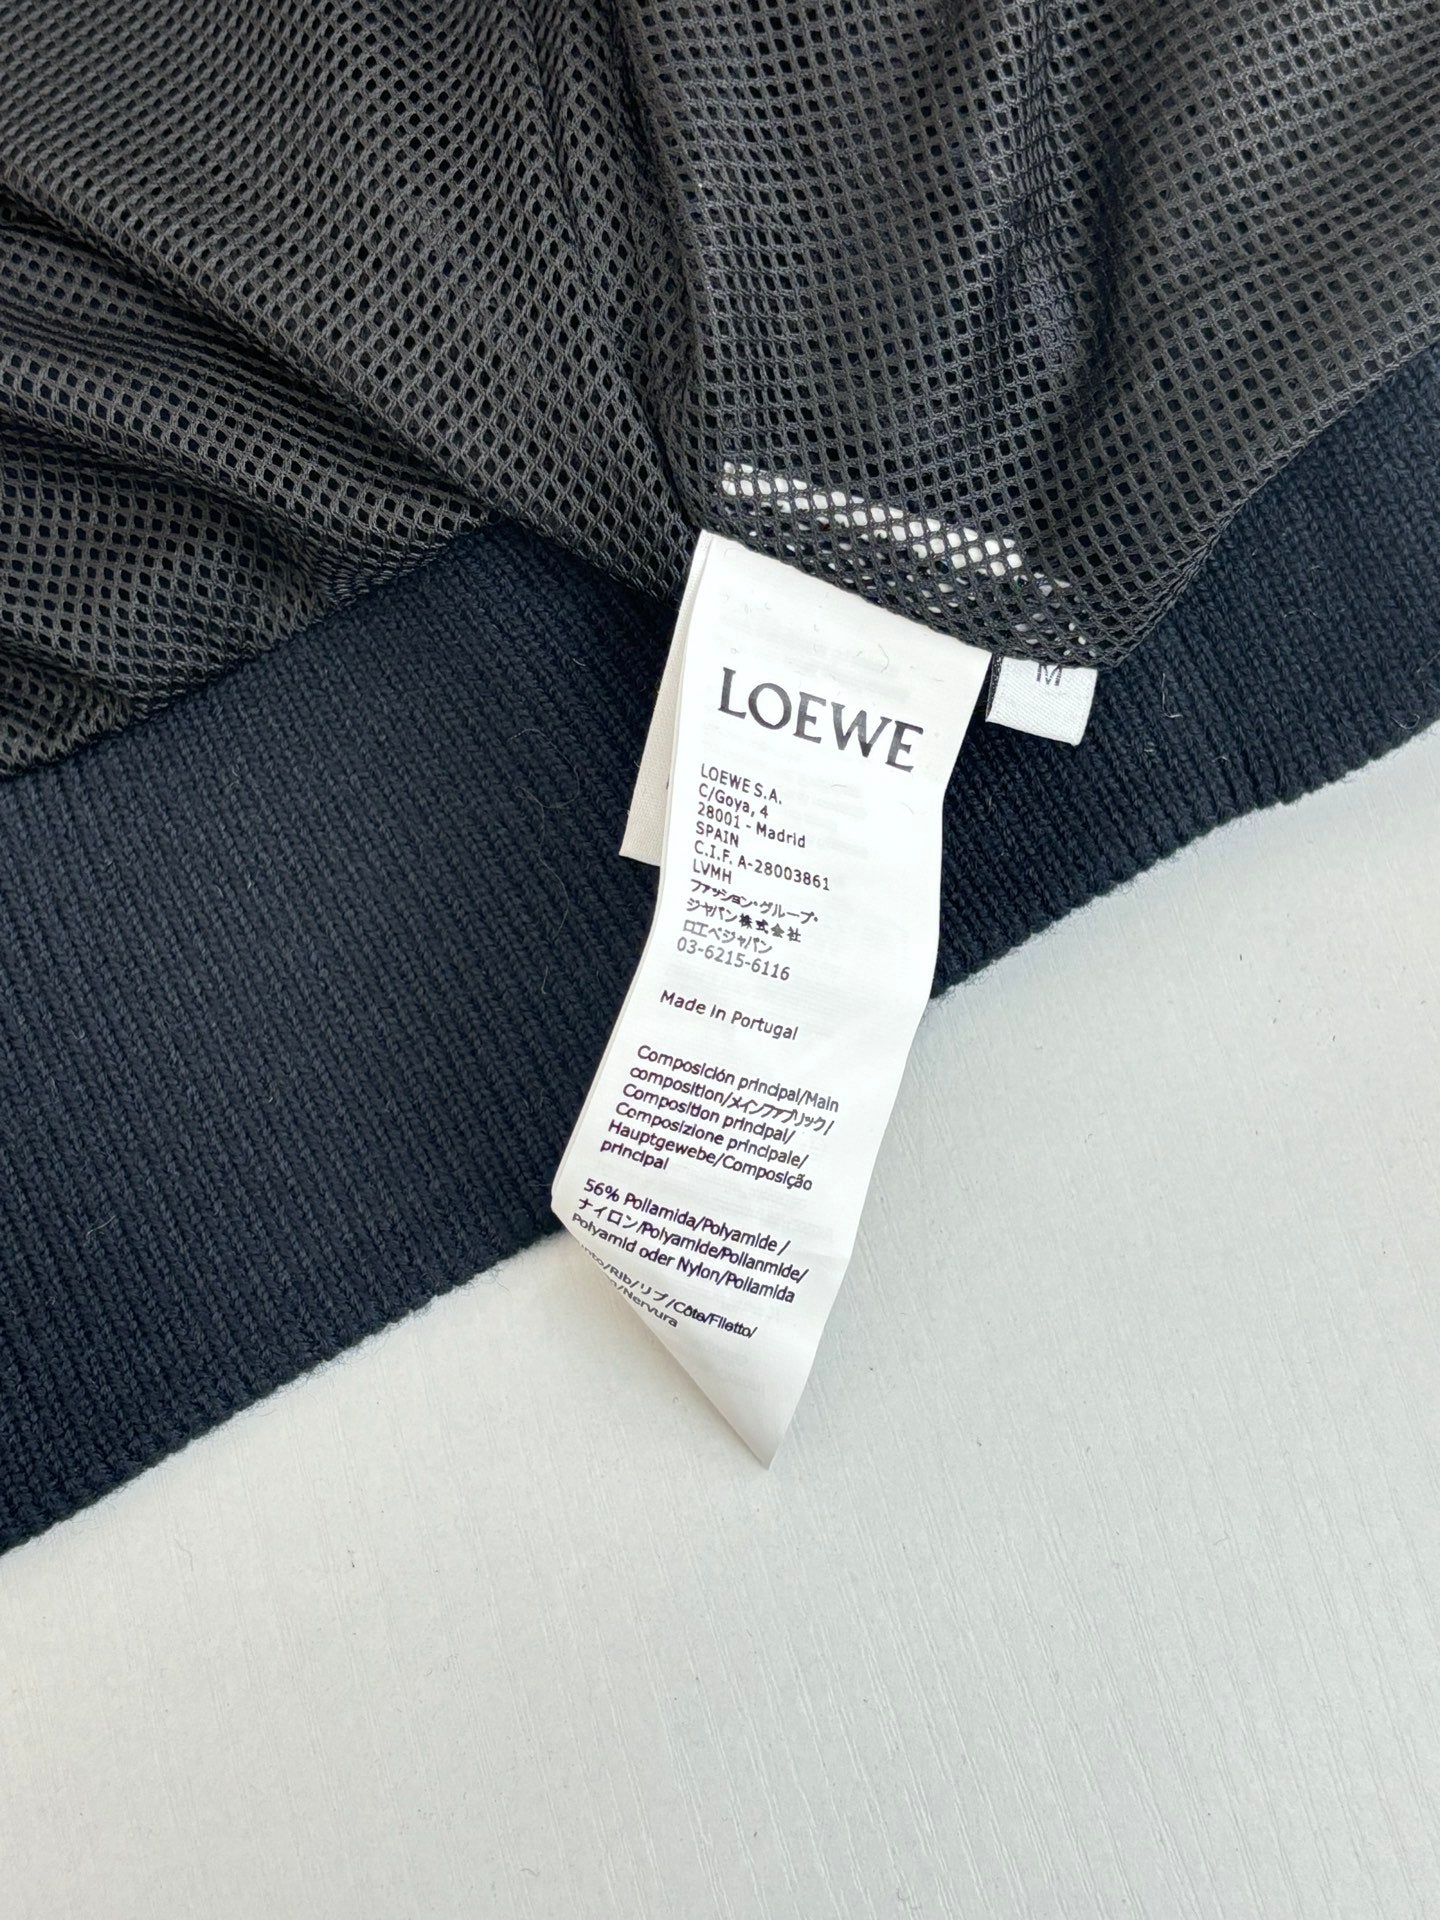 LOEWE
M
LOEWE S.A.
C/Goya, 4
28001 - Madrid
SPAIN
C.I.F. A-28003861
LVMH
ファッション・グループ・
ジャパン株式会社
ロエベジャパン
03-6215-6116
Made in Portugal
Composición principal/Main
composition/メインファブリック/
Composition principal/
Composizione principale/
Hauptgewebe/Composição
principal
56% Poliamida/Polyamide/
ナイロン/Polyamide/Polianmide/
Polyamid oder Nylon/Poliamida
/Rib/リブ/Côte/Filetto/
/Nervura